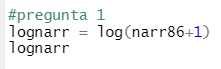 #pregunta 1
lognarr = log(narr86+1)
lognarr